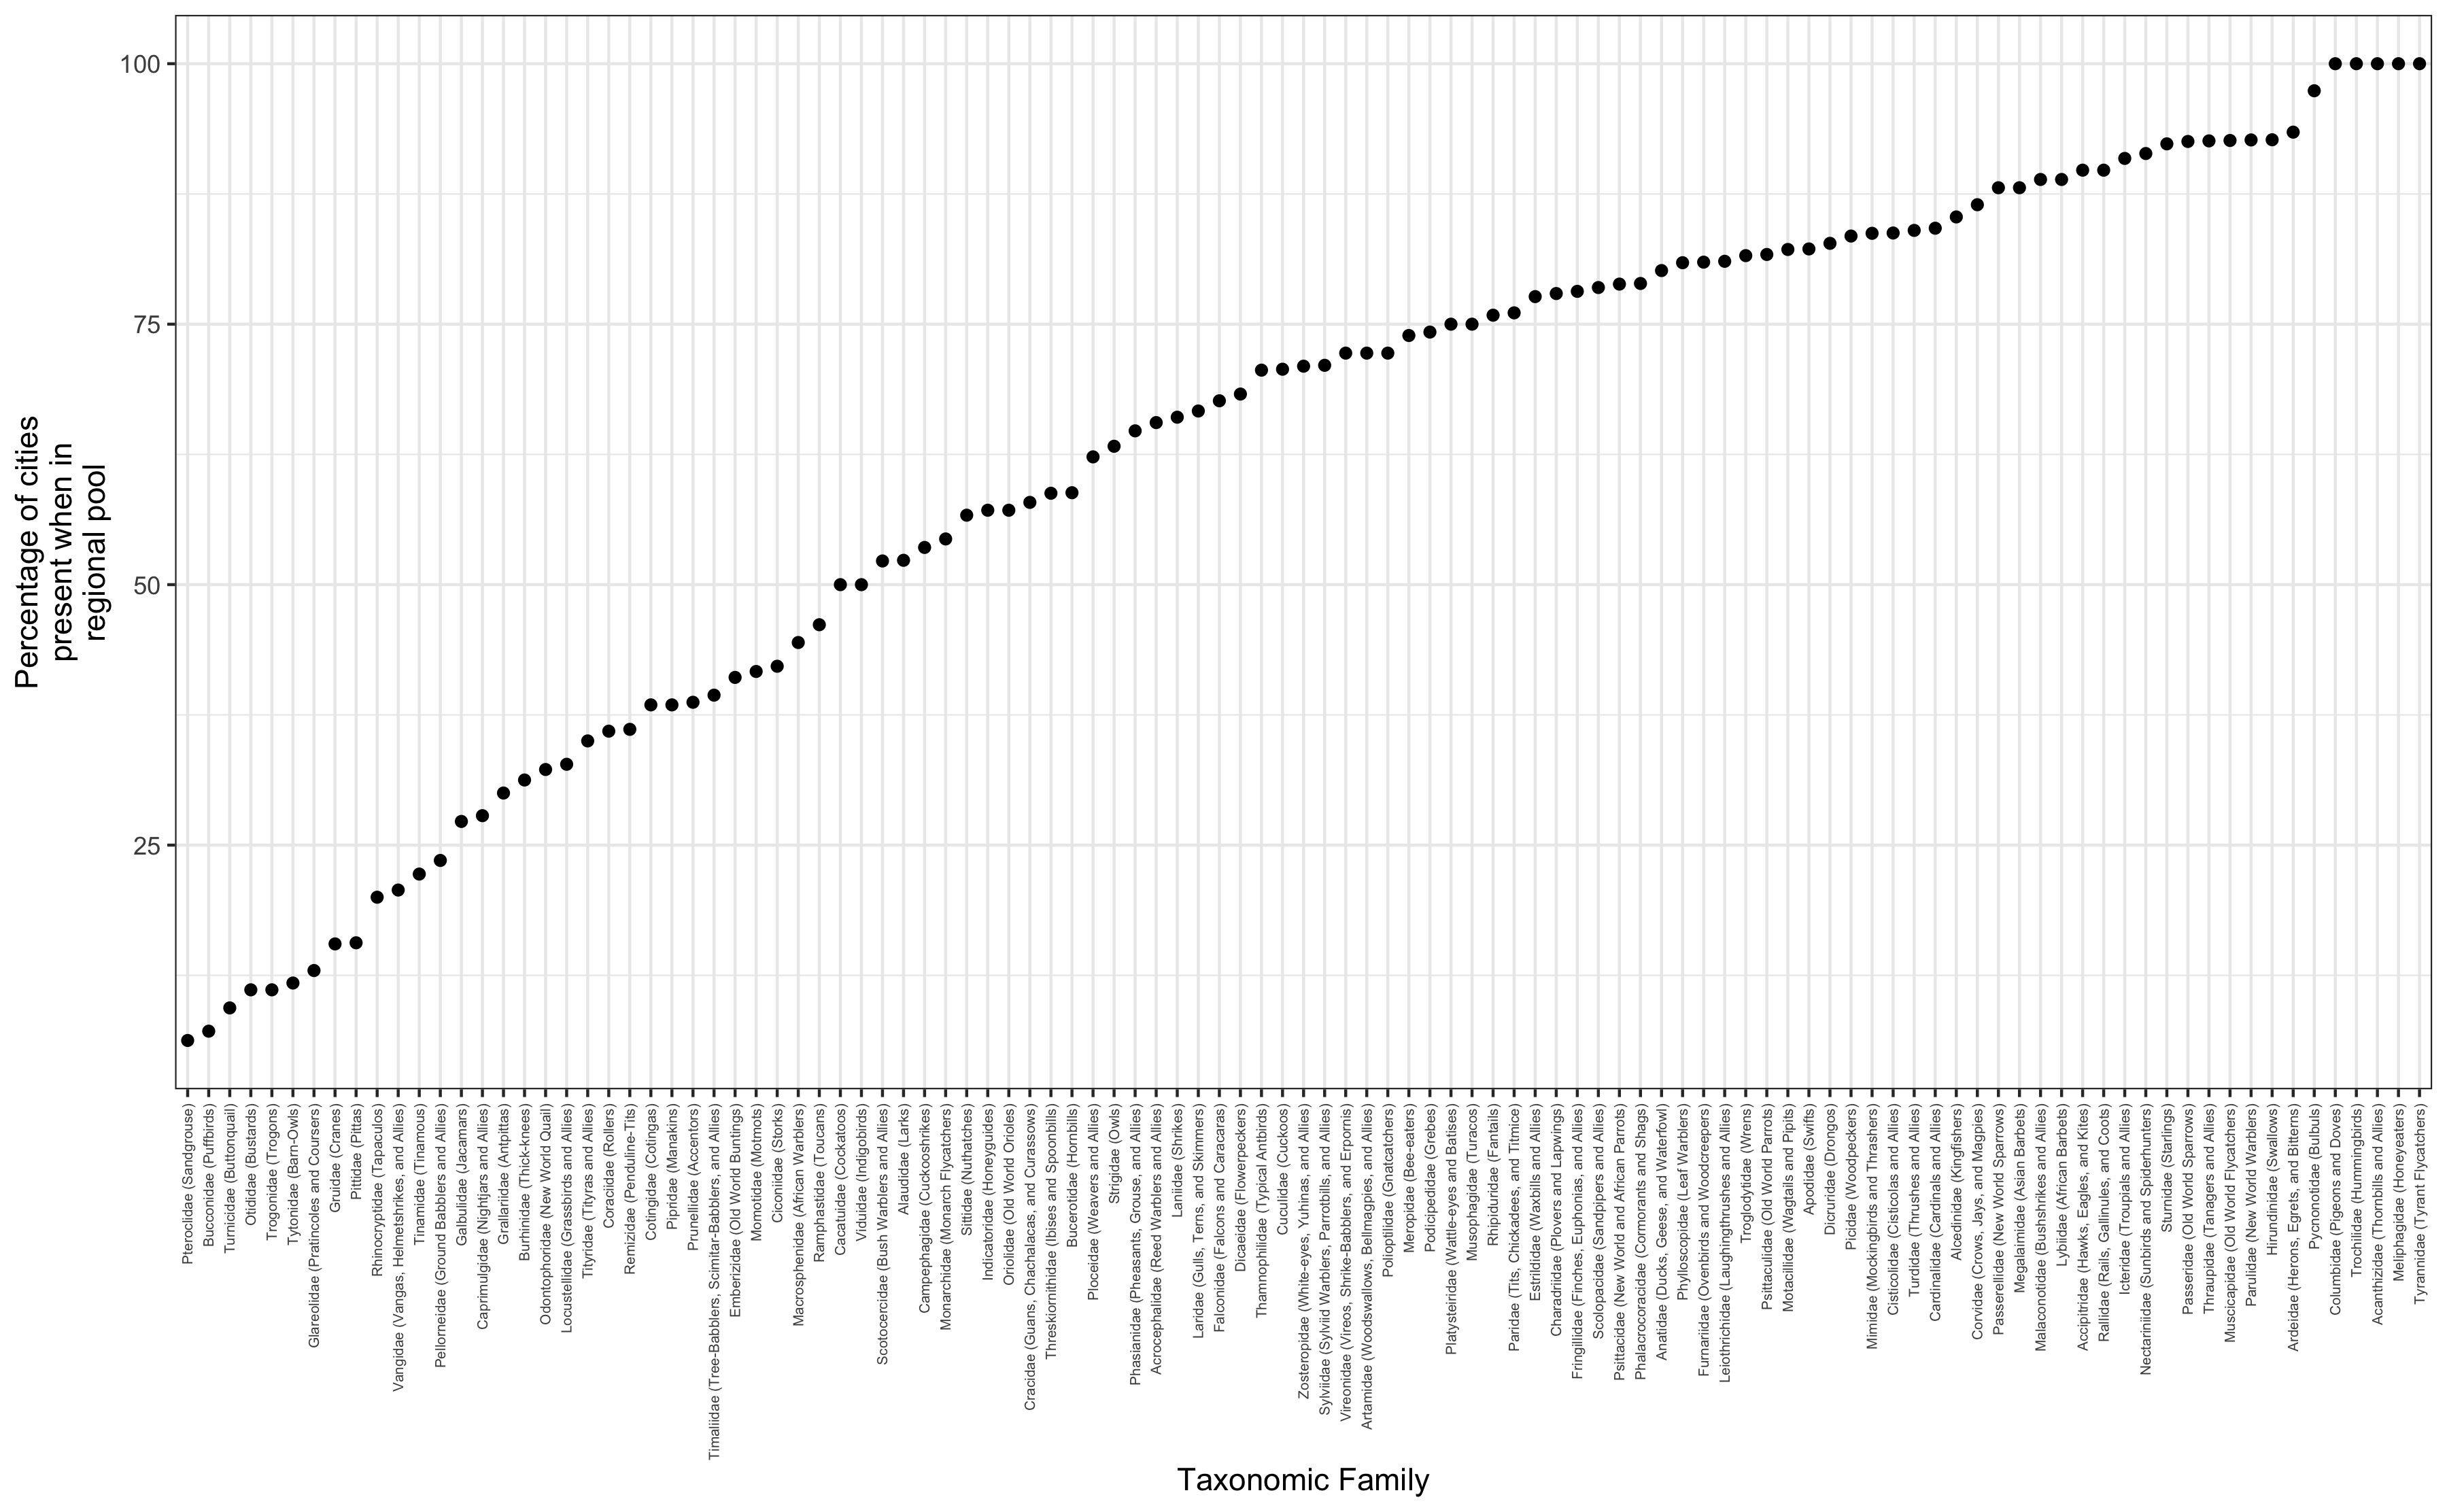 Percentage of cities
present when in
regional pool
100
75
50
25
Pteroclidae (Sandgrouse)
Bucconidae (Puffbirds)
Turnicidae (Buttonquail)
Otididae (Bustards)
Trogonidae (Trogons)
Tytonidae (Barn-Owls)
Glareolidae (Pratincoles and Coursers)
Gruidae (Cranes)
Pittidae (Pittas)
Rhinocryptidae (Tapaculos)
Vangidae (Vangas, Helmetshrikes, and Allies)
Tinamidae (Tinamous)
Pellorneidae (Ground Babblers and Allies)
Galbulidae (Jacamars)
Caprimulgidae (Nightjars and Allies)
Grallariidae (Antpittas)
Burhinidae (Thick-knees)
Odontophoridae (New World Quail)
Locustellidae (Grassbirds and Allies)
Tityridae (Tityras and Allies)
Coraciidae (Rollers)
Remizidae (Penduline-Tits)
Cotingidae (Cotingas)
Pipridae (Manakins)
Prunellidae (Accentors)
Timaliidae (Tree-Babblers, Scimitar-Babblers, and Allies)
Emberizidae (Old World Buntings)
Momotidae (Motmots)
Ciconiidae (Storks)
Macrosphenidae (African Warblers)
Ramphastidae (Toucans)
Cacatuidae (Cockatoos)
Viduidae (Indigobirds)
Scotocercidae (Bush Warblers and Allies)
Alaudidae (Larks)
Campephagidae (Cuckooshrikes)
Monarchidae (Monarch Flycatchers)
Sittidae (Nuthatches)
Indicatoridae (Honeyguides)
Oriolidae (Old World Orioles)
Cracidae (Guans, Chachalacas, and Curassows)
Threskiornithidae (Ibises and Spoonbills)
Bucerotidae (Hornbills)
Ploceidae (Weavers and Allies)
Strigidae (Owls)
Phasianidae (Pheasants, Grouse, and Allies)
Acrocephalidae (Reed Warblers and Allies)
Laniidae (Shrikes)
Laridae (Gulls, Terns, and Skimmers)
Falconidae (Falcons and Caracaras)
Dicaeidae (Flowerpeckers)
Thamnophilidae (Typical Antbirds)
Cuculidae (Cuckoos)
Zosteropidae (White-eyes, Yuhinas, and Allies)
Sylviidae (Sylviid Warblers, Parrotbills, and Allies)
Vireonidae (Vireos, Shrike-Babblers, and Erpornis)
Artamidae (Woodswallows, Bellmagpies, and Allies)
Polioptilidae (Gnatcatchers)
Meropidae (Bee-eaters)
Podicipedidae (Grebes)
Platysteiridae (Wattle-eyes and Batises)
Musophagidae (Turacos)
Rhipiduridae (Fantails)
Paridae (Tits, Chickadees, and Titmice)
Estrildidae (Waxbills and Allies)
Charadriidae (Plovers and Lapwings)
Fringillidae (Finches, Euphonias, and Allies)
Scolopacidae (Sandpipers and Allies)
Psittacidae (New World and African Parrots)
Phalacrocoracidae (Cormorants and Shags)
Anatidae (Ducks, Geese, and Waterfowl)
Phylloscopidae (Leaf Warblers)
Furnariidae (Ovenbirds and Woodcreepers)
Leiothrichidae (Laughingthrushes and Allies)
Troglodytidae (Wrens)
Psittaculidae (Old World Parrots)
Motacillidae (Wagtails and Pipits)
Apodidae (Swifts)
Dicruridae (Drongos)
Picidae (Woodpeckers)
Mimidae (Mockingbirds and Thrashers)
Cisticolidae (Cisticolas and Allies)
Turdidae (Thrushes and Allies)
Cardinalidae (Cardinals and Allies)
Alcedinidae (Kingfishers)
Corvidae (Crows, Jays, and Magpies)
Passerellidae (New World Sparrows)
Megalaimidae (Asian Barbets)
Malaconotidae (Bushshrikes and Allies)
Lybiidae (African Barbets)
Accipitridae (Hawks, Eagles, and Kites)
Rallidae (Rails, Gallinules, and Coots)
Icteridae (Troupials and Allies)
Nectariniidae (Sunbirds and Spiderhunters)
Sturnidae (Starlings)
Passeridae (Old World Sparrows)
Thraupidae (Tanagers and Allies)
Muscicapidae (Old World Flycatchers)
Parulidae (New World Warblers)
Hirundinidae (Swallows)
Ardeidae (Herons, Egrets, and Bitterns)
Pycnonotidae (Bulbuls)
Columbidae (Pigeons and Doves)
Trochilidae (Hummingbirds)
Acanthizidae (Thornbills and Allies)
Meliphagidae (Honeyeaters)
Tyrannidae (Tyrant Flycatchers)
Taxonomic Family